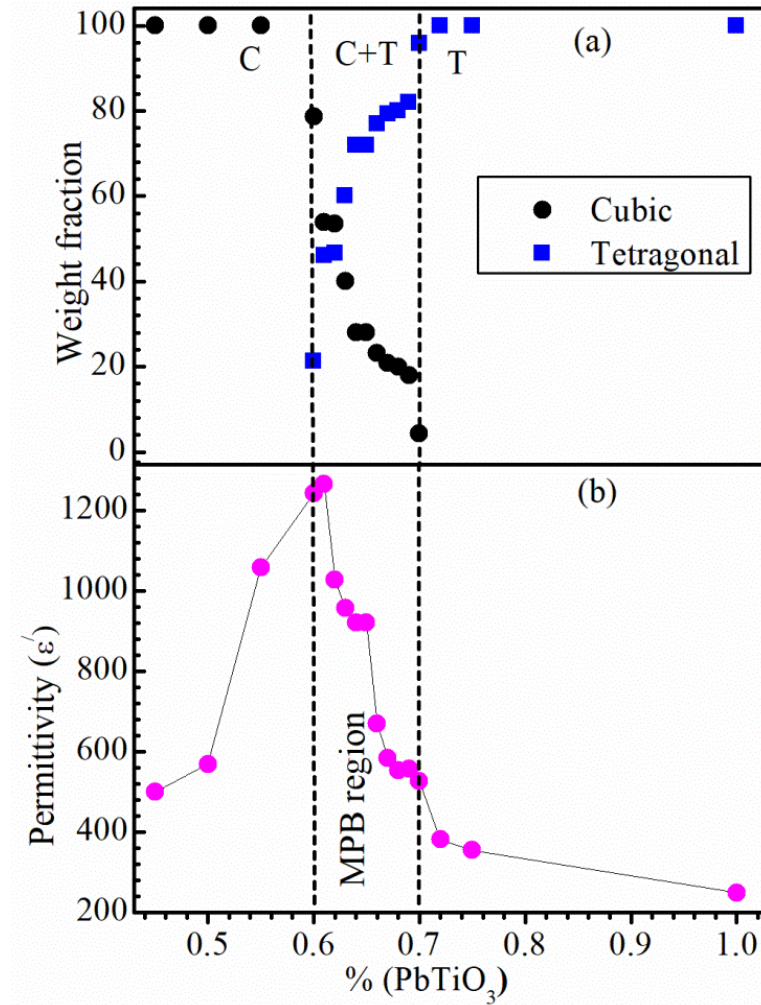 100
80
60
40
20
0
Weight fraction
C
C+T
T
(a)
Cubic
Tetragonal
1200
1000
800
600
400
200
Permittivity (ε′)
(b)
MPB region
0.5 0.6 0.7 0.8 0.9 1.0
% (PbTiO₃)